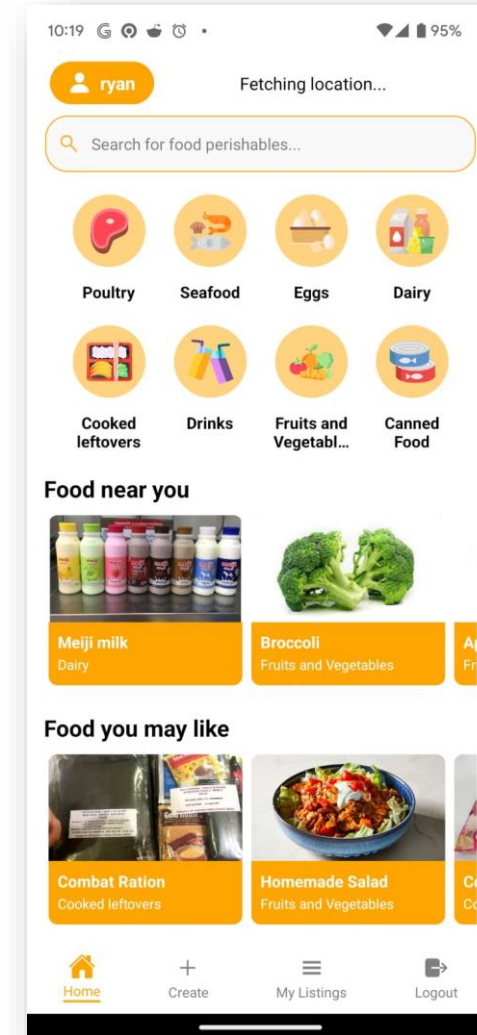 10:19
95%
ryan
Fetching location...
Search for food perishables...
Poultry
Seafood
Eggs
Dairy
Cooked
leftovers
Drinks
Fruits and
Vegetabl...
Canned
Food
Food near you
Meiji milk
Dairy
Broccoli
Fruits and Vegetables
Food you may like
Combat Ration
Cooked leftovers
Homemade Salad
Fruits and Vegetables
Home
Create
My Listings
Logout